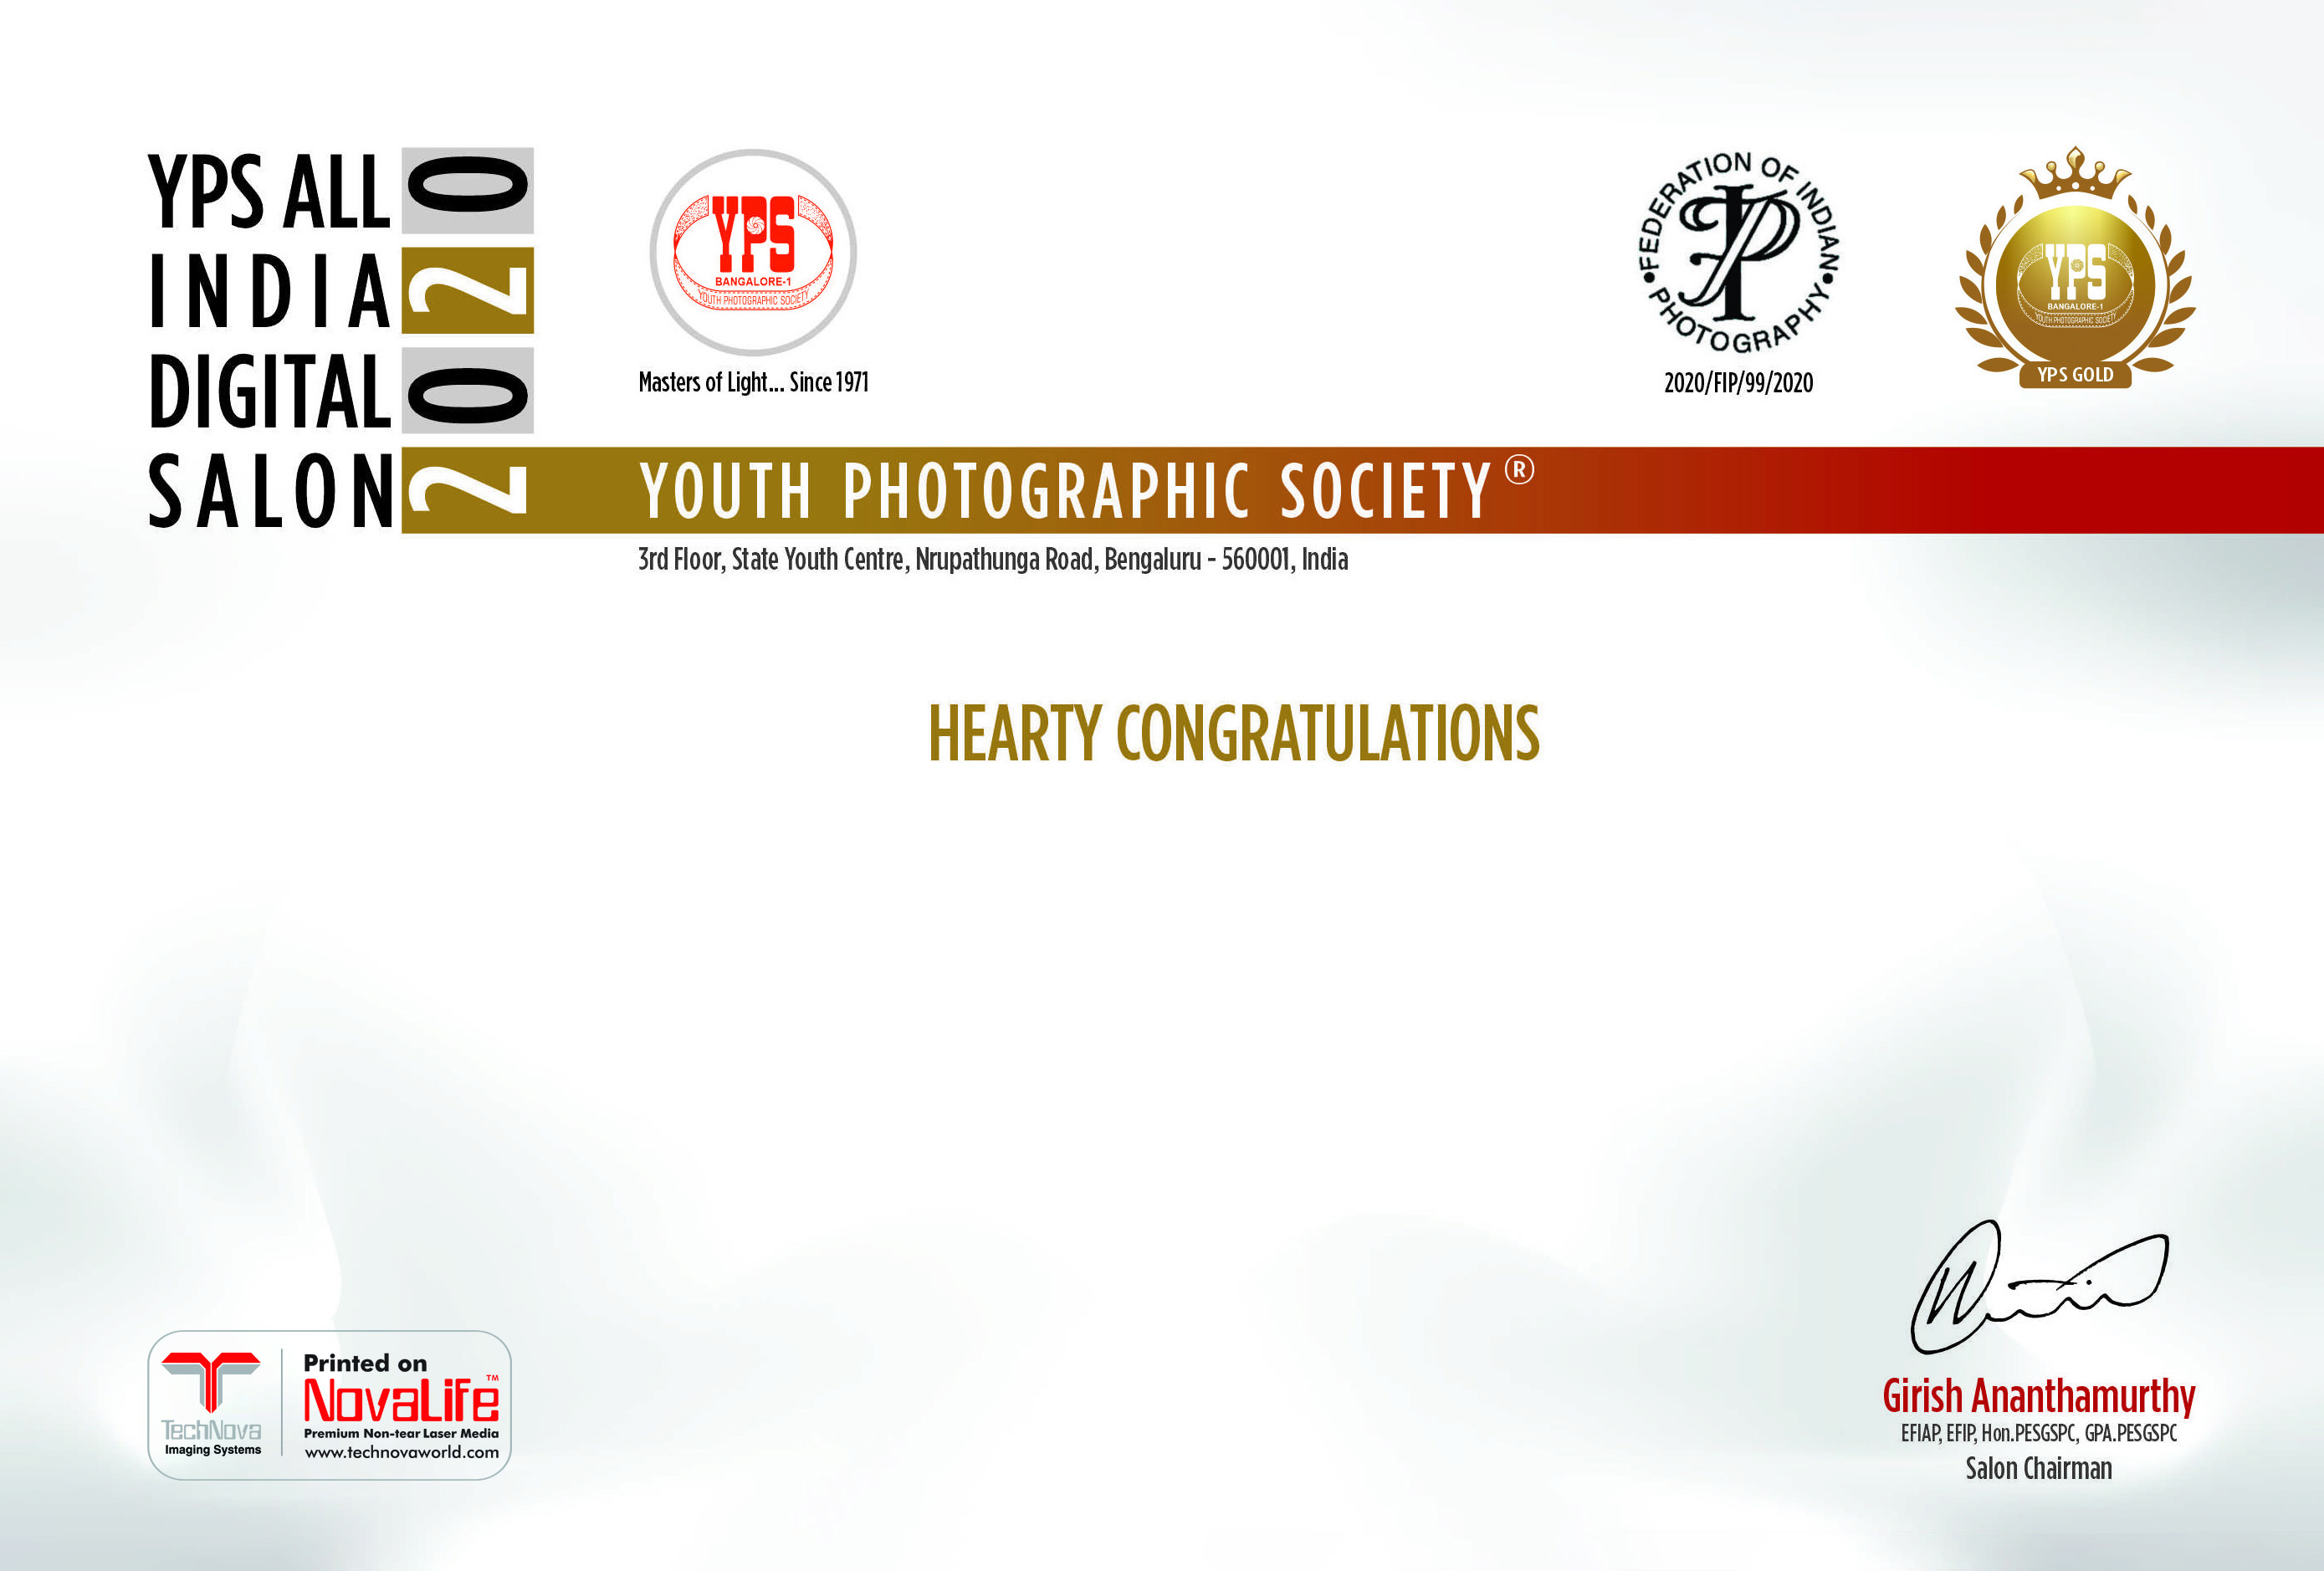 YPS ALL
INDIA
DIGITAL
SALON
2020
YPS
BANGALORE-1
YOUTH PHOTOGRAPHIC SOCIETY
Masters of Light... Since 1971
FEDERATION OF INDIAN
PHOTOGRAPHY
2020/FIP/99/2020
YPS
BANGALORE-1
YOUTH PHOTOGRAPHIC SOCIETY
YPS GOLD
YOUTH PHOTOGRAPHIC SOCIETY®
3rd Floor, State Youth Centre, Nrupathunga Road, Bengaluru - 560001, India
HEARTY CONGRATULATIONS
TechNova
Imaging Systems
Printed on
NovaLife™
Premium Non-tear Laser Media
www.technovaworld.com
Girish Ananthamurthy
EFIAP, EFIP, Hon.PESGSPC, GPA.PESGSPC
Salon Chairman